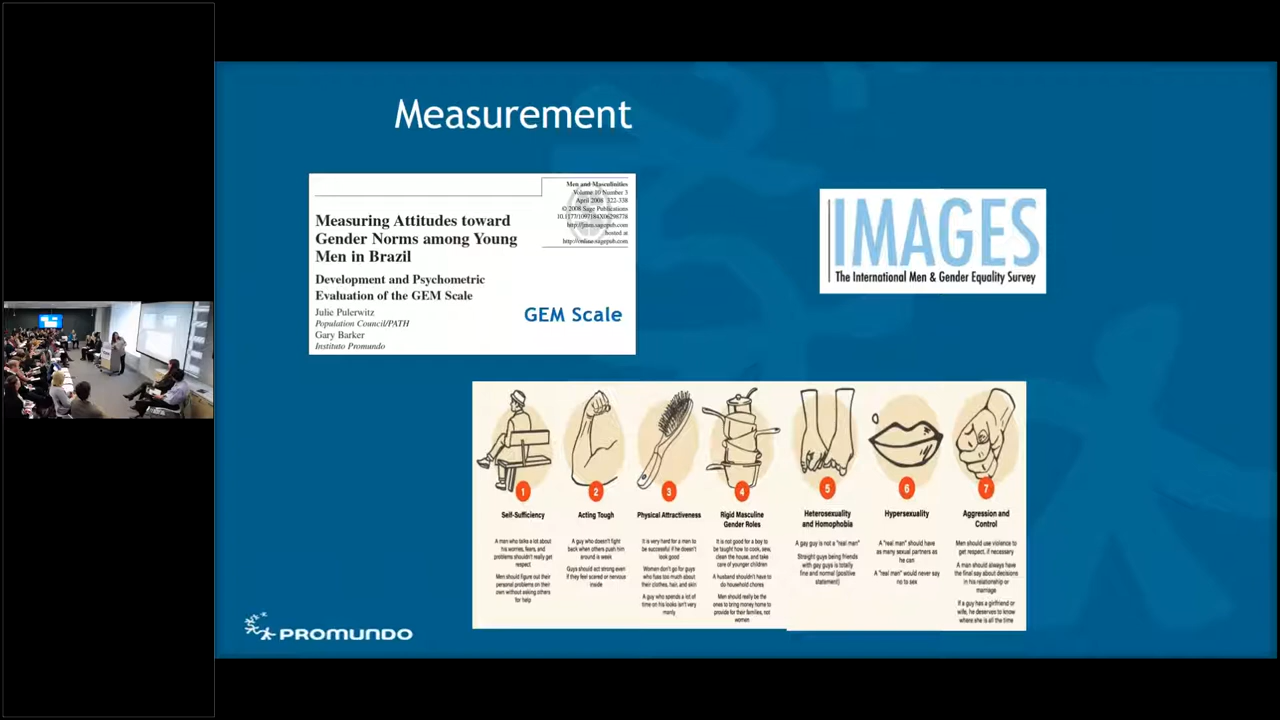 Measurement
Men and Masculinities
Volume 10 Number 3
April 2008 322-338
© 2008 Sage Publications
10.1177/1097184X06298778
http://jmm.sagepub.com
hosted at
http://online.sagepub.com
Measuring Attitudes toward
Gender Norms among Young
Men in Brazil
Development and Psychometric
Evaluation of the GEM Scale
Julie Pulerwitz
Population Council/PATH
Gary Barker
Instituto Promundo
GEM Scale
IMAGES
The International Men & Gender Equality Survey
1
Self-Sufficiency
A man who talks a lot about
his worries, fears, and
problems shouldn't really get
respect
Men should figure out their
personal problems on their
own without asking others
for help
2
Acting Tough
A guy who doesn't fight
back when others push him
around is weak
Guys should act strong even
if they feel scared or nervous
inside
3
Physical Attractiveness
It is very hard for a man to
be successful if he doesn't
look good
Women don't go for guys
who fuss too much about
their clothes, hair, and skin
A guy who spends a lot of
time on his looks isn't very
manly
4
Rigid Masculine
Gender Roles
It is not good for a boy to
be taught how to cook, sew,
clean the house, and take
care of younger children
A husband shouldn't have to
do household chores
Men should really be the
ones to bring money home to
provide for their families, not
women
5
Heterosexuality
and Homophobia
A gay guy is not a "real man"
Straight guys being friends
with gay guys is totally
fine and normal (positive
statement)
6
Hypersexuality
A "real man" should have
as many sexual partners as
he can
A "real man" would never say
no to sex
7
Aggression and
Control
Men should use violence to
get respect, if necessary
A man should always have
the final say about decisions
in his relationship or
marriage
If a guy has a girlfriend or
wife, he deserves to know
where she is all the time
PROMUNDO